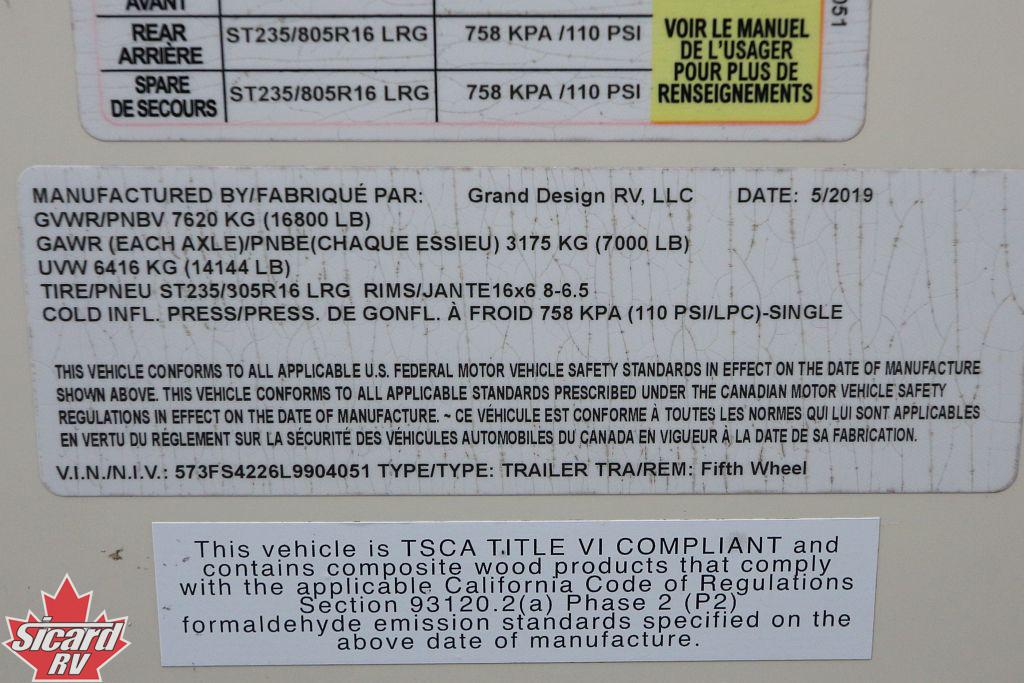 AVANT
REAR ST235/805R16 LRG 758 KPA /110 PSI
ARRIÈRE
SPARE ST235/805R16 LRG 758 KPA /110 PSI
DE SECOURS
VOIR LE MANUEL
DE L'USAGER
POUR PLUS DE
RENSEIGNEMENTS
051
MANUFACTURED BY/FABRIQUÉ PAR: Grand Design RV, LLC DATE: 5/2019
GVWR/PNBV 7620 KG (16800 LB)
GAWR (EACH AXLE)/PNBE(CHAQUE ESSIEU) 3175 KG (7000 LB)
UVW 6416 KG (14144 LB)
TIRE/PNEU ST235/805R16 LRG RIMS/JANTE16x6 8-6.5
COLD INFL. PRESS/PRESS. DE GONFL. À FROID 758 KPA (110 PSI/LPC)-SINGLE
THIS VEHICLE CONFORMS TO ALL APPLICABLE U.S. FEDERAL MOTOR VEHICLE SAFETY STANDARDS IN EFFECT ON THE DATE OF MANUFACTURE
SHOWN ABOVE. THIS VEHICLE CONFORMS TO ALL APPLICABLE STANDARDS PRESCRIBED UNDER THE CANADIAN MOTOR VEHICLE SAFETY
REGULATIONS IN EFFECT ON THE DATE OF MANUFACTURE. ~ CE VÉHICULE EST CONFORME À TOUTES LES NORMES QUI LUI SONT APPLICABLES
EN VERTU DU RÉGLEMENT SUR LA SÉCURITÉ DES VÉHICULES AUTOMOBILES DU CANADA EN VIGUEUR À LA DATE DE SA FABRICATION.
V.I.N./N.I.V.: 573FS4226L9904051 TYPE/TYPE: TRAILER TRA/REM: Fifth Wheel
This vehicle is TSCA TITLE VI COMPLIANT and
contains composite wood products that comply
with the applicable California Code of Regulations
Section 93120.2(a) Phase 2 (P2)
formaldehyde emission standards specified on the
above date of manufacture.
Sicard
RV